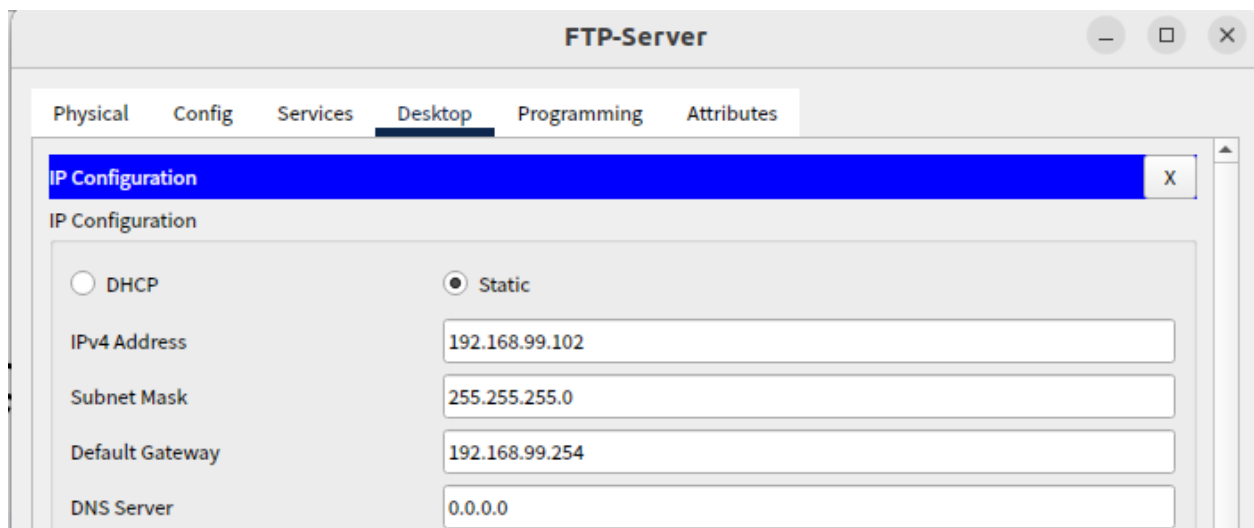 FTP-Server
Physical Config Services Desktop Programming Attributes
IP Configuration X
IP Configuration
DHCP Static
IPv4 Address 192.168.99.102
Subnet Mask 255.255.255.0
Default Gateway 192.168.99.254
DNS Server 0.0.0.0